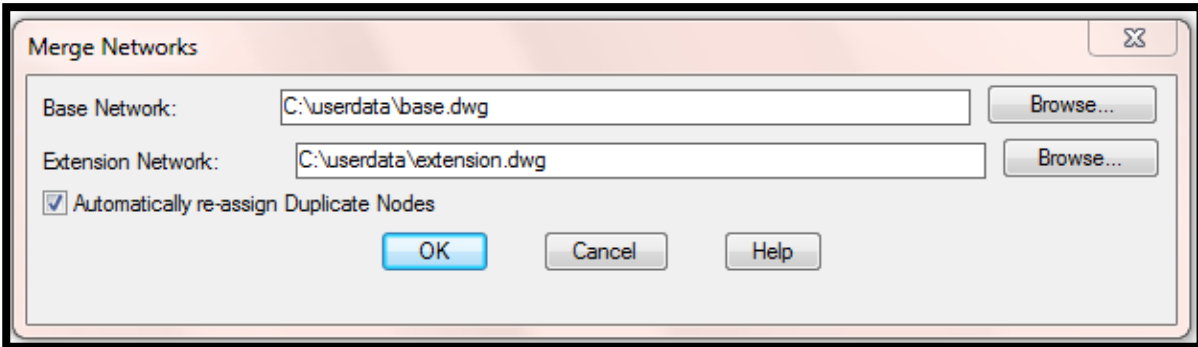 Merge Networks
Base Network: C:\userdata\base.dwg Browse...
Extension Network: C:\userdata\extension.dwg Browse...
Automatically re-assign Duplicate Nodes
OK Cancel Help